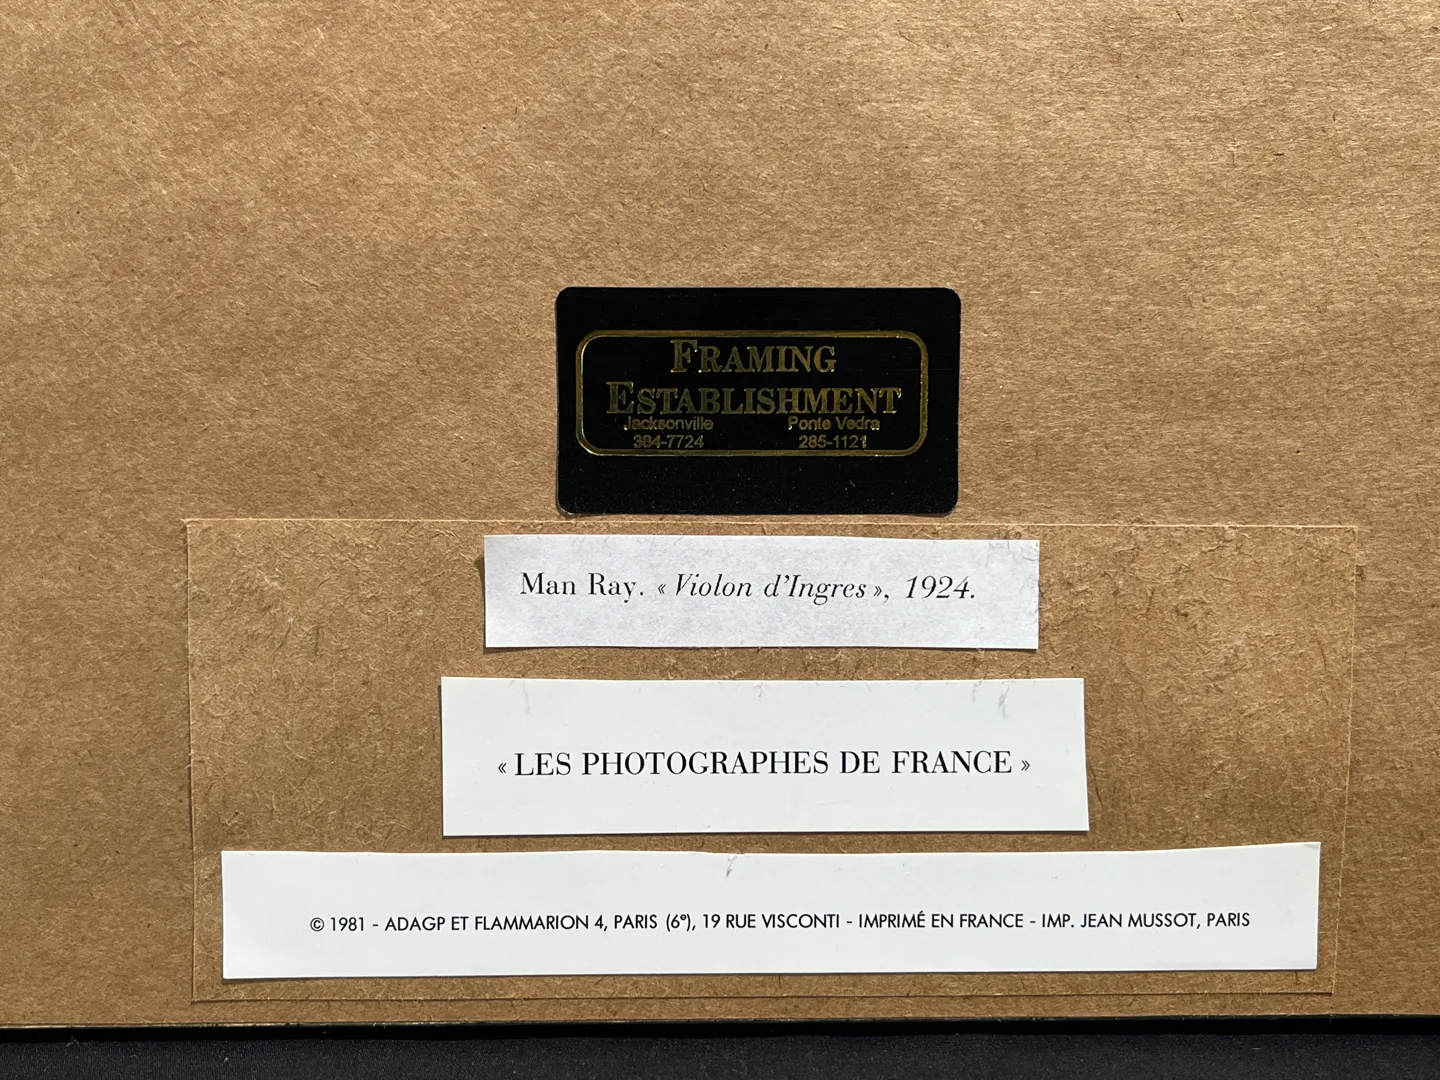 FRAMING
ESTABLISHMENT
Jacksonville Ponte Vedra
384-7724 285-1121
Man Ray. « Violon d’Ingres », 1924.
« LES PHOTOGRAPHES DE FRANCE »
© 1981 - ADAGP ET FLAMMARION 4, PARIS (6ᵉ), 19 RUE VISCONTI - IMPRIMÉ EN FRANCE - IMP. JEAN MUSSOT, PARIS